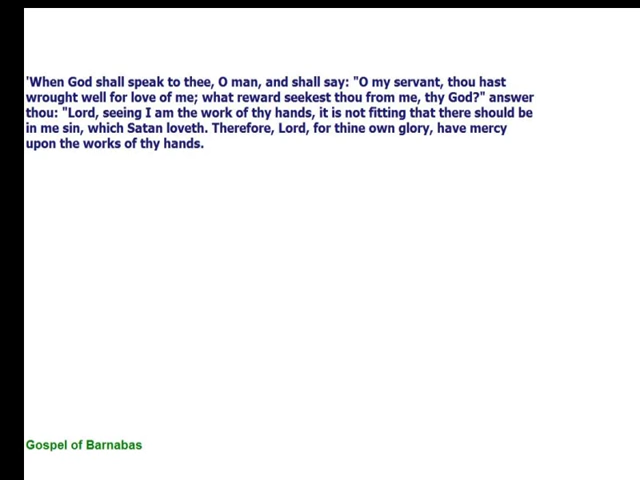 'When God shall speak to thee, O man, and shall say: "O my servant, thou hast
wrought well for love of me; what reward seekest thou from me, thy God?" answer
thou: "Lord, seeing I am the work of thy hands, it is not fitting that there should be
in me sin, which Satan loveth. Therefore, Lord, for thine own glory, have mercy
upon the works of thy hands.
Gospel of Barnabas